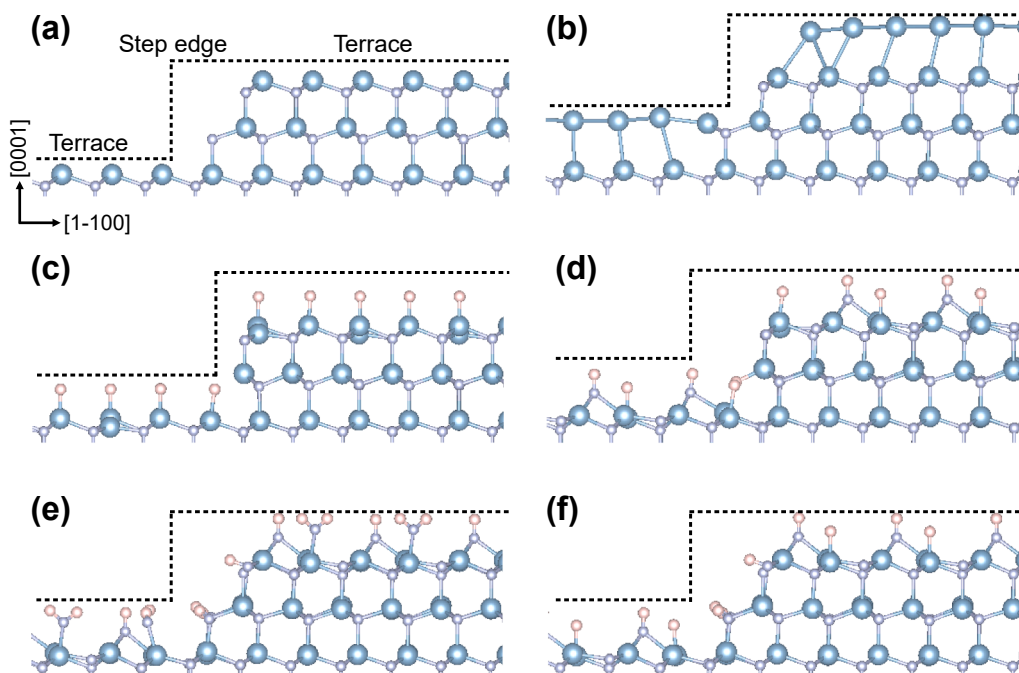 (a)
Step edge
Terrace
Terrace
[0001]
[1-100]
(b)
(c)
(d)
(e)
(f)